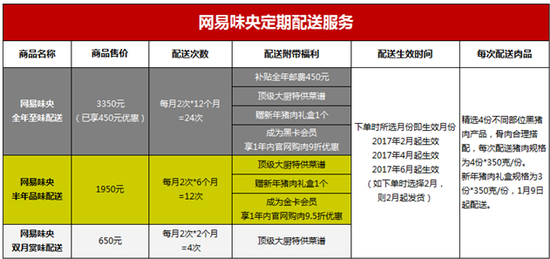 网易味央定期配送服务
商品名称
商品售价
配送次数
配送附带福利
配送生效时间
每次配送肉品
网易味央
全年至味配送
3350元
(已享450元优惠)
每月2次*12个月
=24次
补贴全年邮费450元
顶级大厨特供菜谱
赠新年猪肉礼盒1个
成为黑卡会员
享1年内官网购肉9折优惠
网易味央
半年品味配送
1950元
每月2次*6个月
=12次
顶级大厨特供菜谱
赠新年猪肉礼盒1个
成为金卡会员
享1年内官网购肉9.5折优惠
网易味央
双月赏味配送
650元
每月2次*2个月
=4次
顶级大厨特供菜谱
下单时所选月份即生效月份
2017年2月起生效
2017年4月起生效
2017年6月起生效
(如下单时选择2月,
则2月起发货)
精选4份不同部位黑猪
肉产品,骨肉合理搭
配,每次配送猪肉规格
为4份*350克/份。
新年猪肉礼盒规格为3
份*350克/份,1月9日
起配送。